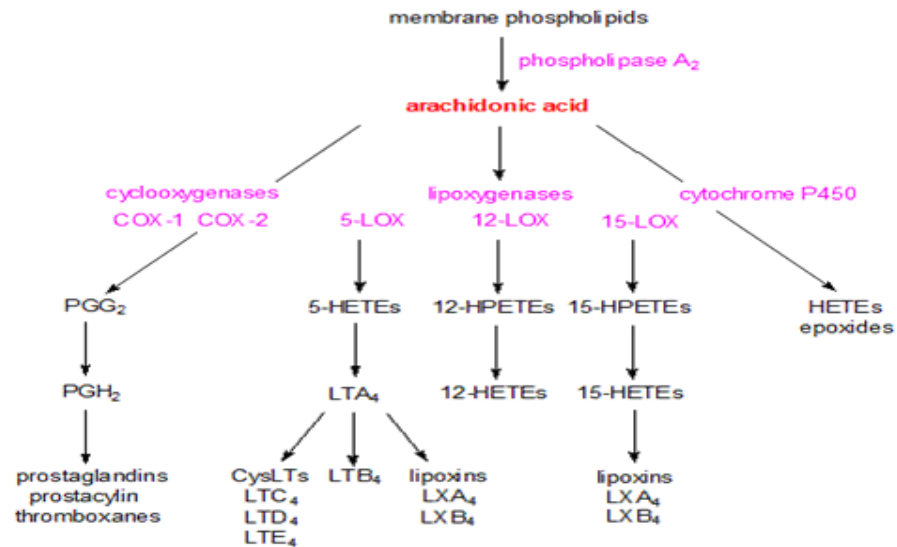 membrane phospholipids
phospholipase A₂
arachidonic acid
cyclooxygenases lipoxygenases cytochrome P450
COX-1 COX-2 5-LOX 12-LOX 15-LOX
PGG₂ 5-HETEs 12-HPETEs 15-HPETEs HETEs
epoxides
PGH₂ LTA₄ 12-HETEs 15-HETEs
prostaglandins CysLTs LTB₄ lipoxins lipoxins
prostacylin LTC₄ LXA₄ LXA₄
thromboxanes LTD₄ LXB₄ LXB₄
LTE₄